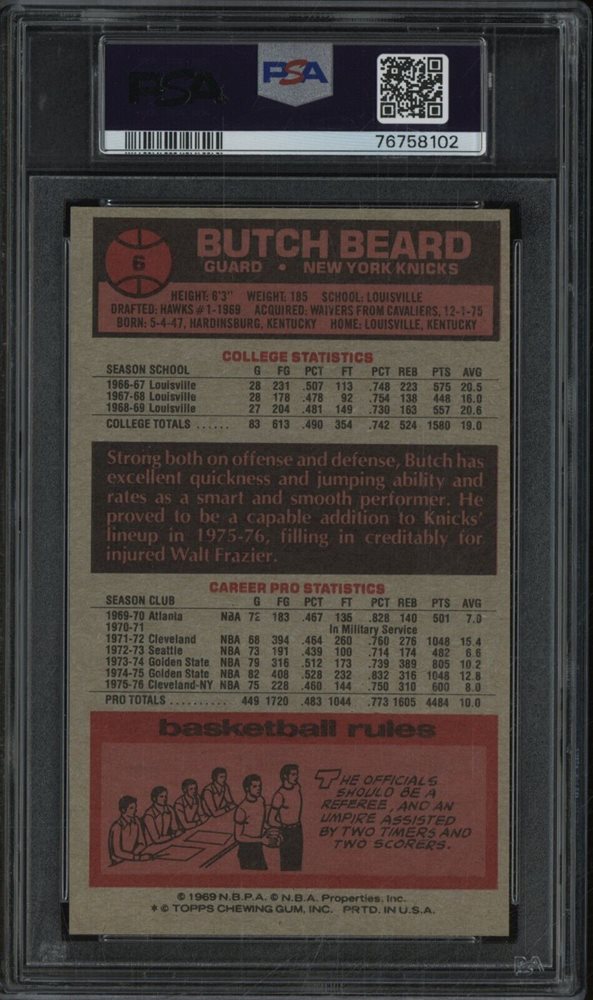 PSA
PSA
76758102
6
BUTCH BEARD
GUARD • NEW YORK KNICKS
HEIGHT: 6'3" WEIGHT: 185 SCHOOL: LOUISVILLE
DRAFTED: HAWKS #1-1969 ACQUIRED: WAIVERS FROM CAVALIERS, 12-1-75
BORN: 5-4-47, HARDINSBURG, KENTUCKY HOME: LOUISVILLE, KENTUCKY
COLLEGE STATISTICS
SEASON SCHOOL G FG PCT FT PCT REB PTS AVG
1966-67 Louisville 28 231 .507 113 .748 223 575 20.5
1967-68 Louisville 28 178 .478 92 .754 138 448 16.0
1968-69 Louisville 27 204 .481 149 .730 163 557 20.6
COLLEGE TOTALS ...... 83 613 .490 354 .742 524 1580 19.0
Strong both on offense and defense, Butch has
excellent quickness and jumping ability and
rates as a smart and smooth performer. He
proved to be a capable addition to Knicks'
lineup in 1975-76, filling in creditably for
injured Walt Frazier.
CAREER PRO STATISTICS
SEASON CLUB G FG PCT FT PCT REB PTS AVG
1969-70 Atlanta NBA 72 183 .467 135 .828 140 501 7.0
1970-71 In Military Service
1971-72 Cleveland NBA 68 394 .464 260 .760 276 1048 15.4
1972-73 Seattle NBA 73 191 .439 100 .714 174 482 6.6
1973-74 Golden State NBA 79 316 .512 173 .739 389 805 10.2
1974-75 Golden State NBA 82 408 .528 232 .832 316 1048 12.8
1975-76 Cleveland-NY NBA 75 228 .460 144 .750 310 600 8.0
PRO TOTALS .......... 449 1720 .483 1044 .773 1605 4484 10.0
basketball rules
THE OFFICIALS
SHOULD BE A
REFEREE, AND AN
UMPIRE ASSISTED
BY TWO TIMERS AND
TWO SCORERS.
© 1969 N.B.P.A. © N.B.A. Properties, Inc.
* © TOPPS CHEWING GUM, INC. PRTD. IN U.S.A.